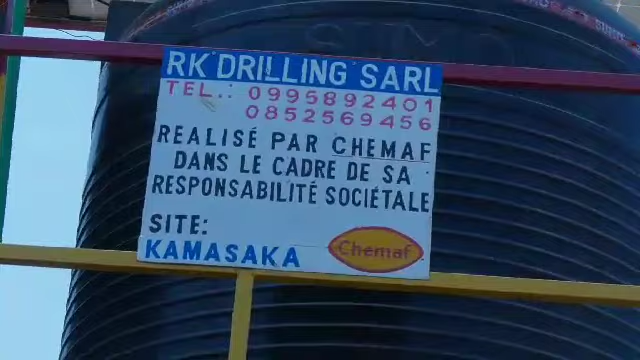 RK DRILLING SARL
TEL.: 0995892401
0852569456
REALISÉ PAR CHEMAF
DANS LE CADRE DE SA
RESPONSABILITÉ SOCIÉTALE
SITE:
KAMASAKA
Chemaf